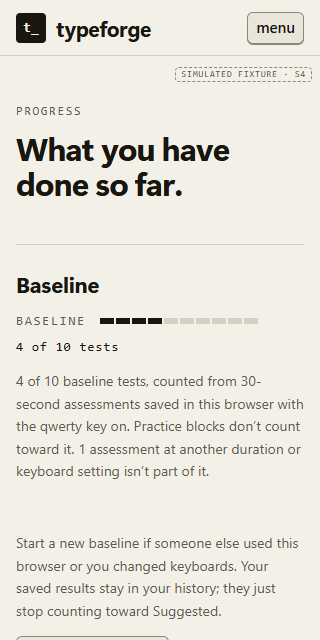 t_ typeforge menu
SIMULATED FIXTURE · S4
PROGRESS
What you have
done so far.
Baseline
BASELINE
4 of 10 tests
4 of 10 baseline tests, counted from 30-
second assessments saved in this browser with
the qwerty key on. Practice blocks don't count
toward it. 1 assessment at another duration or
keyboard setting isn't part of it.
Start a new baseline if someone else used this
browser or you changed keyboards. Your
saved results stay in your history; they just
stop counting toward Suggested.